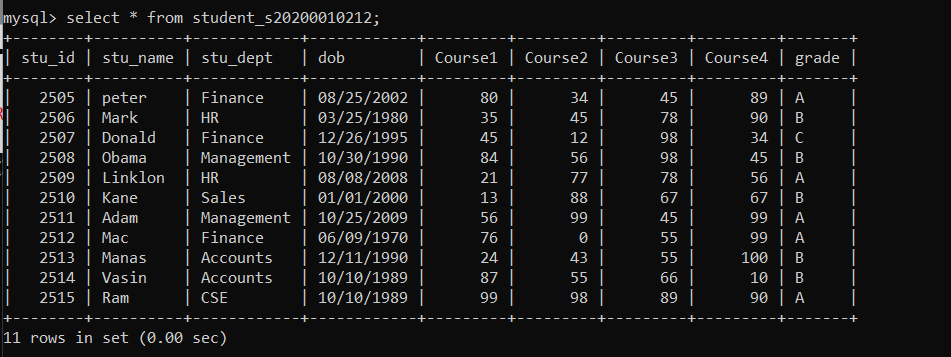 mysql> select * from student_s20200010212;
+--------+----------+------------+------------+---------+---------+---------+---------+-------+
| stu_id | stu_name | stu_dept   | dob        | Course1 | Course2 | Course3 | Course4 | grade |
+--------+----------+------------+------------+---------+---------+---------+---------+-------+
|   2505 | peter    | Finance    | 08/25/2002 |      80 |      34 |      45 |      89 | A     |
|   2506 | Mark     | HR         | 03/25/1980 |      35 |      45 |      78 |      90 | B     |
|   2507 | Donald   | Finance    | 12/26/1995 |      45 |      12 |      98 |      34 | C     |
|   2508 | Obama    | Management | 10/30/1990 |      84 |      56 |      98 |      45 | B     |
|   2509 | Linklon  | HR         | 08/08/2008 |      21 |      77 |      78 |      56 | A     |
|   2510 | Kane     | Sales      | 01/01/2000 |      13 |      88 |      67 |      67 | B     |
|   2511 | Adam     | Management | 10/25/2009 |      56 |      99 |      45 |      99 | A     |
|   2512 | Mac      | Finance    | 06/09/1970 |      76 |       0 |      55 |      99 | A     |
|   2513 | Manas    | Accounts   | 12/11/1990 |      24 |      43 |      55 |     100 | B     |
|   2514 | Vasin    | Accounts   | 10/10/1989 |      87 |      55 |      66 |      10 | B     |
|   2515 | Ram      | CSE        | 10/10/1989 |      99 |      98 |      89 |      90 | A     |
+--------+----------+------------+------------+---------+---------+---------+---------+-------+
11 rows in set (0.00 sec)